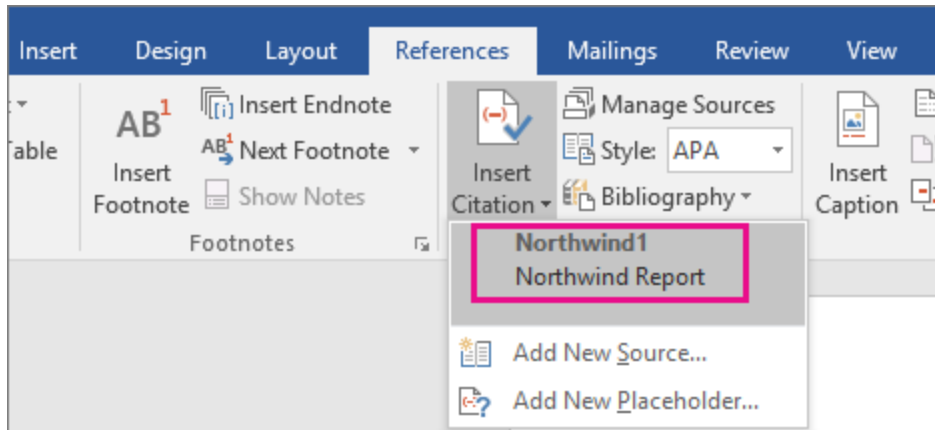 Insert Design Layout References Mailings Review View
AB1 Insert Endnote Manage Sources
AB1 Next Footnote Style: APA
Insert Footnote Show Notes Insert Citation Bibliography Insert Caption
Footnotes
Northwind1
Northwind Report
Add New Source...
Add New Placeholder...